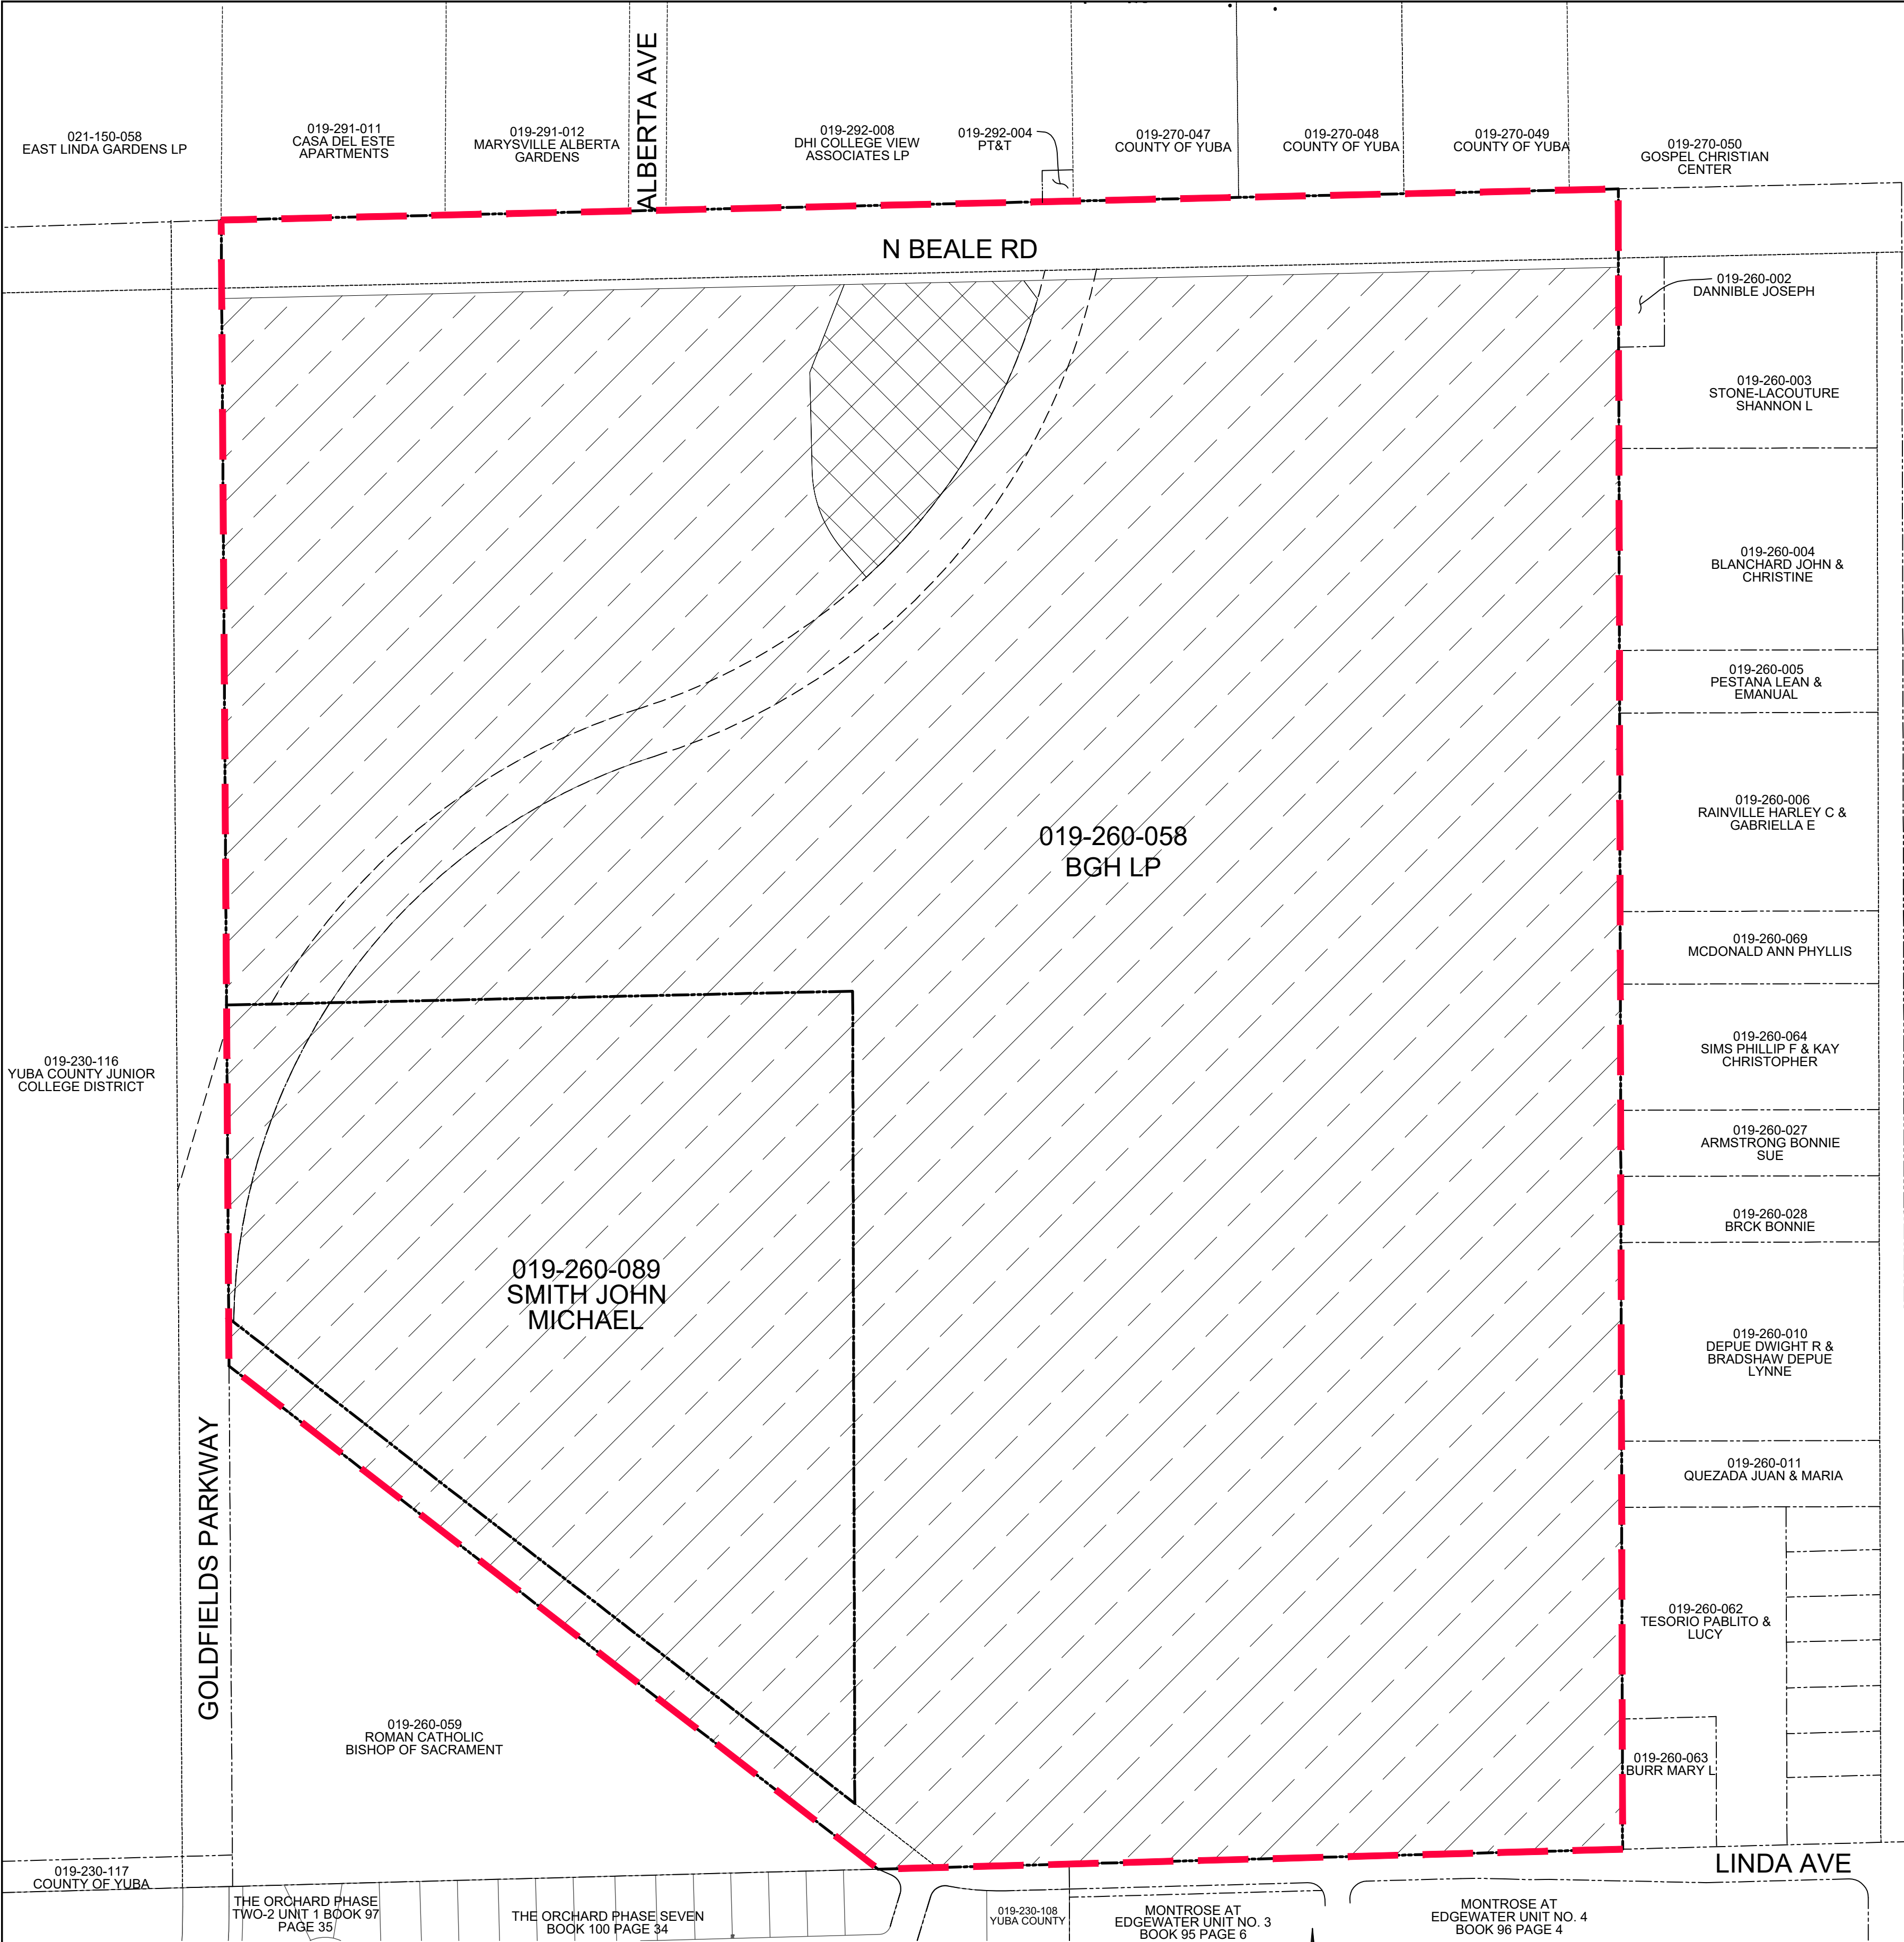 021-150-058
EAST LINDA GARDENS LP
019-291-011
CASA DEL ESTE
APARTMENTS
019-291-012
MARYSVILLE ALBERTA
GARDENS
ALBERTA AVE
019-292-008
DHI COLLEGE VIEW
ASSOCIATES LP
019-292-004
PT&T
019-270-047
COUNTY OF YUBA
019-270-048
COUNTY OF YUBA
019-270-049
COUNTY OF YUBA
019-270-050
GOSPEL CHRISTIAN
CENTER
N BEALE RD
019-260-002
DANNIBLE JOSEPH
019-260-003
STONE-LACOUTURE
SHANNON L
019-260-004
BLANCHARD JOHN &
CHRISTINE
019-260-005
PESTANA LEAN &
EMANUAL
019-260-006
RAINVILLE HARLEY C &
GABRIELLA E
019-260-058
BGH LP
019-260-069
MCDONALD ANN PHYLLIS
019-260-064
SIMS PHILLIP F & KAY
CHRISTOPHER
019-230-116
YUBA COUNTY JUNIOR
COLLEGE DISTRICT
019-260-027
ARMSTRONG BONNIE
SUE
019-260-028
BRCK BONNIE
019-260-089
SMITH JOHN
MICHAEL
019-260-010
DEPUE DWIGHT R &
BRADSHAW DEPUE
LYNNE
019-260-011
QUEZADA JUAN & MARIA
GOLDFIELDS PARKWAY
019-260-062
TESORIO PABLITO &
LUCY
019-260-059
ROMAN CATHOLIC
BISHOP OF SACRAMENT
019-260-063
BURR MARY L
LINDA AVE
019-230-117
COUNTY OF YUBA
THE ORCHARD PHASE
TWO-2 UNIT 1 BOOK 97
PAGE 35
THE ORCHARD PHASE SEVEN
BOOK 100 PAGE 34
019-230-108
YUBA COUNTY
MONTROSE AT
EDGEWATER UNIT NO. 3
BOOK 95 PAGE 6
MONTROSE AT
EDGEWATER UNIT NO. 4
BOOK 96 PAGE 4